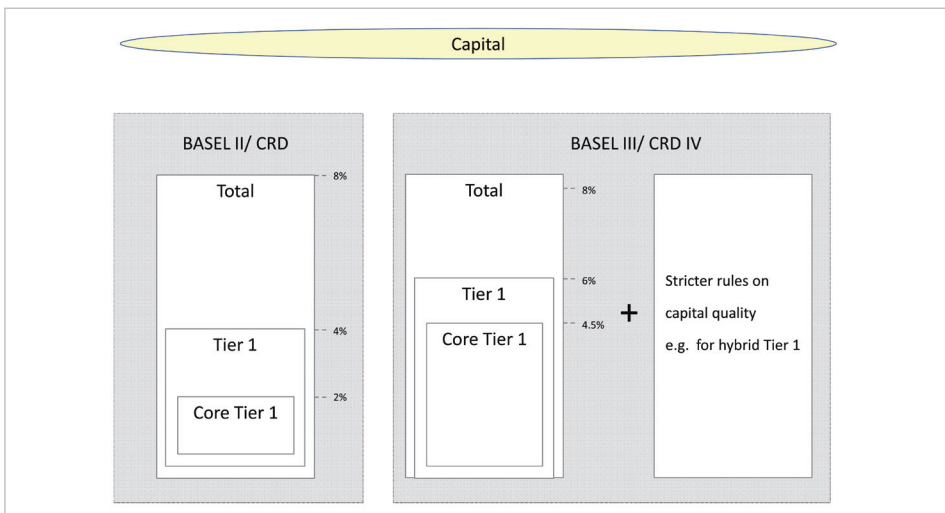 Capital
BASEL II/ CRD
Total
8%
Tier 1
4%
Core Tier 1
2%
BASEL III/ CRD IV
Total
8%
Tier 1
6%
Core Tier 1
4.5%
+
Stricter rules on
capital quality
e.g. for hybrid Tier 1